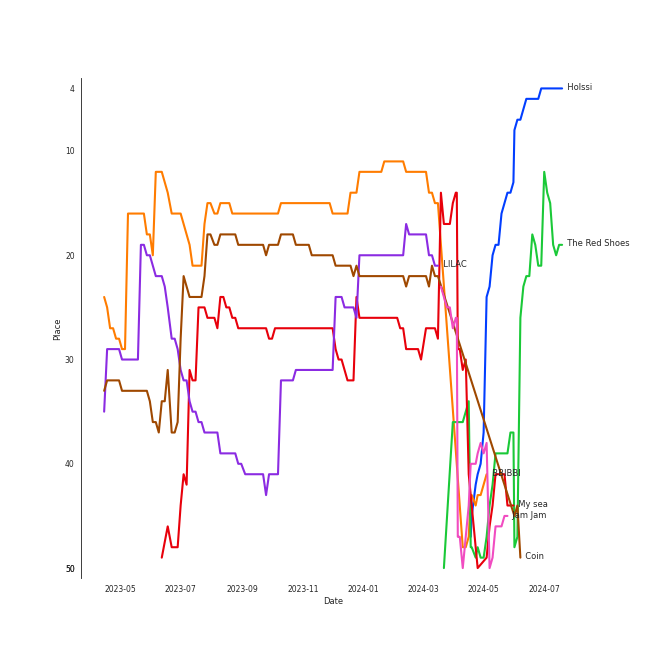 4
Holssi
10
The Red Shoes
20
LILAC
30
Place
40
BBIBBI
My sea
Jam Jam
Coin
50
2023-05
2023-07
2023-09
2023-11
2024-01
2024-03
2024-05
2024-07
Date